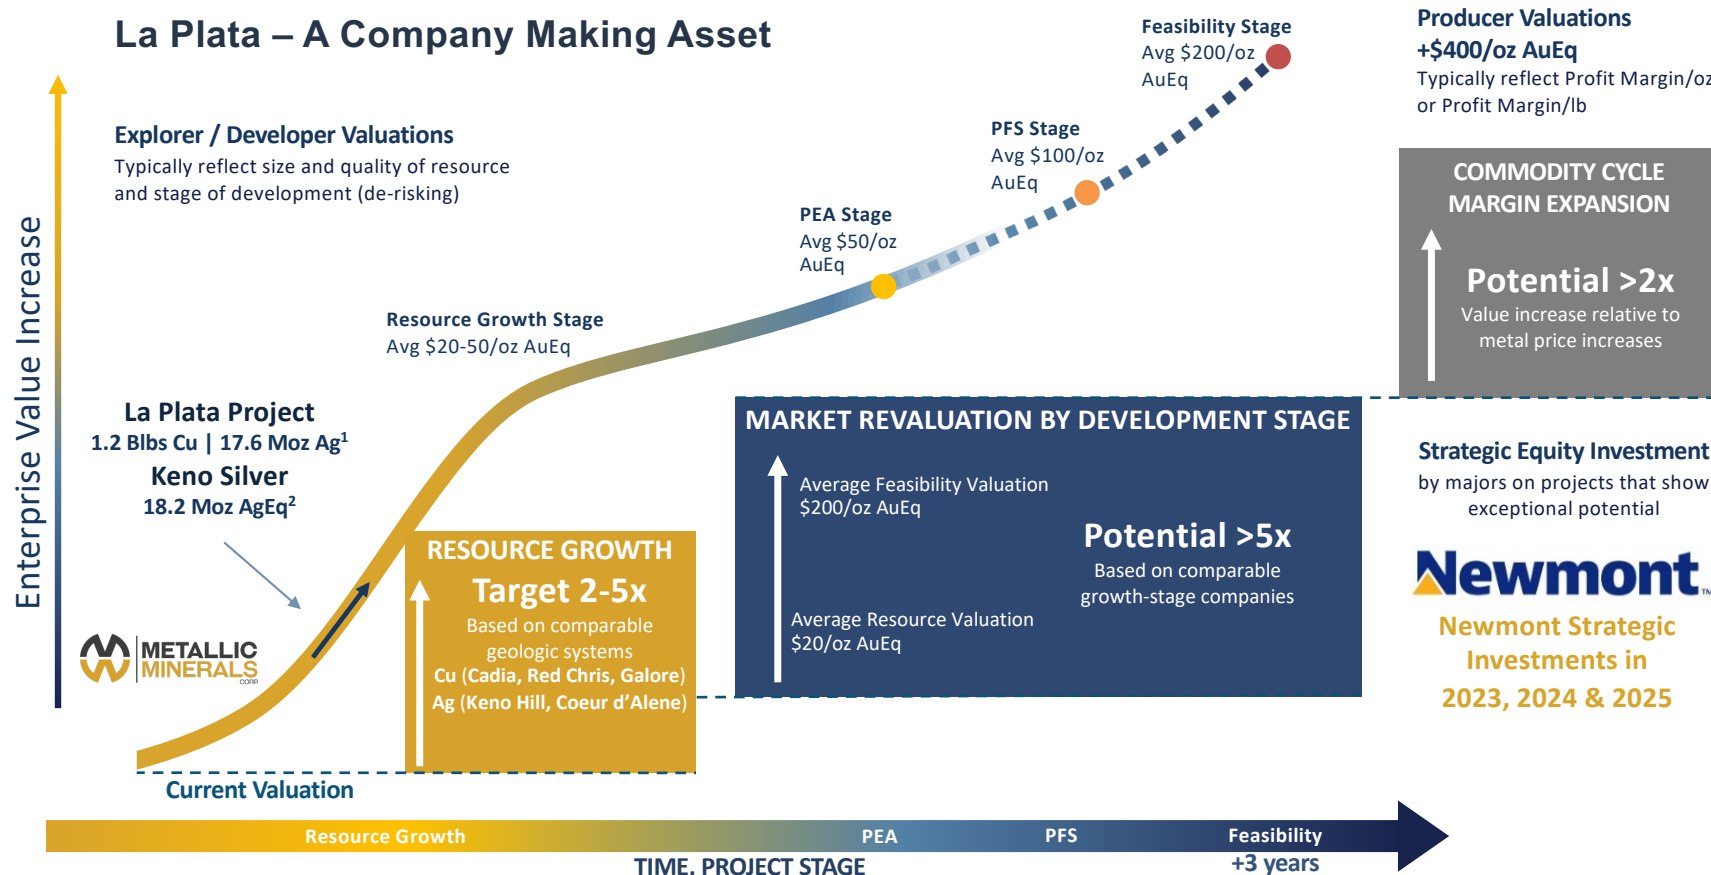 La Plata – A Company Making Asset
Feasibility Stage
Avg $200/oz
AuEq
Producer Valuations
+$400/oz AuEq
Typically reflect Profit Margin/oz
or Profit Margin/lb
Explorer / Developer Valuations
Typically reflect size and quality of resource
and stage of development (de-risking)
PFS Stage
Avg $100/oz
AuEq
COMMODITY CYCLE
MARGIN EXPANSION
Potential >2x
Value increase relative to
metal price increases
PEA Stage
Avg $50/oz
AuEq
Resource Growth Stage
Avg $20-50/oz AuEq
Enterprise Value Increase
La Plata Project
1.2 Blbs Cu | 17.6 Moz Ag¹
Keno Silver
18.2 Moz AgEq²
METALLIC
MINERALS
CORP
RESOURCE GROWTH
Target 2-5x
Based on comparable
geologic systems
Cu (Cadia, Red Chris, Galore)
Ag (Keno Hill, Coeur d’Alene)
MARKET REVALUATION BY DEVELOPMENT STAGE
Average Feasibility Valuation
$200/oz AuEq
Potential >5x
Based on comparable
growth-stage companies
Average Resource Valuation
$20/oz AuEq
Strategic Equity Investment
by majors on projects that show
exceptional potential
Newmont™
Newmont Strategic
Investments in
2023, 2024 & 2025
Current Valuation
Resource Growth
PEA
PFS
Feasibility
TIME. PROJECT STAGE
+3 years